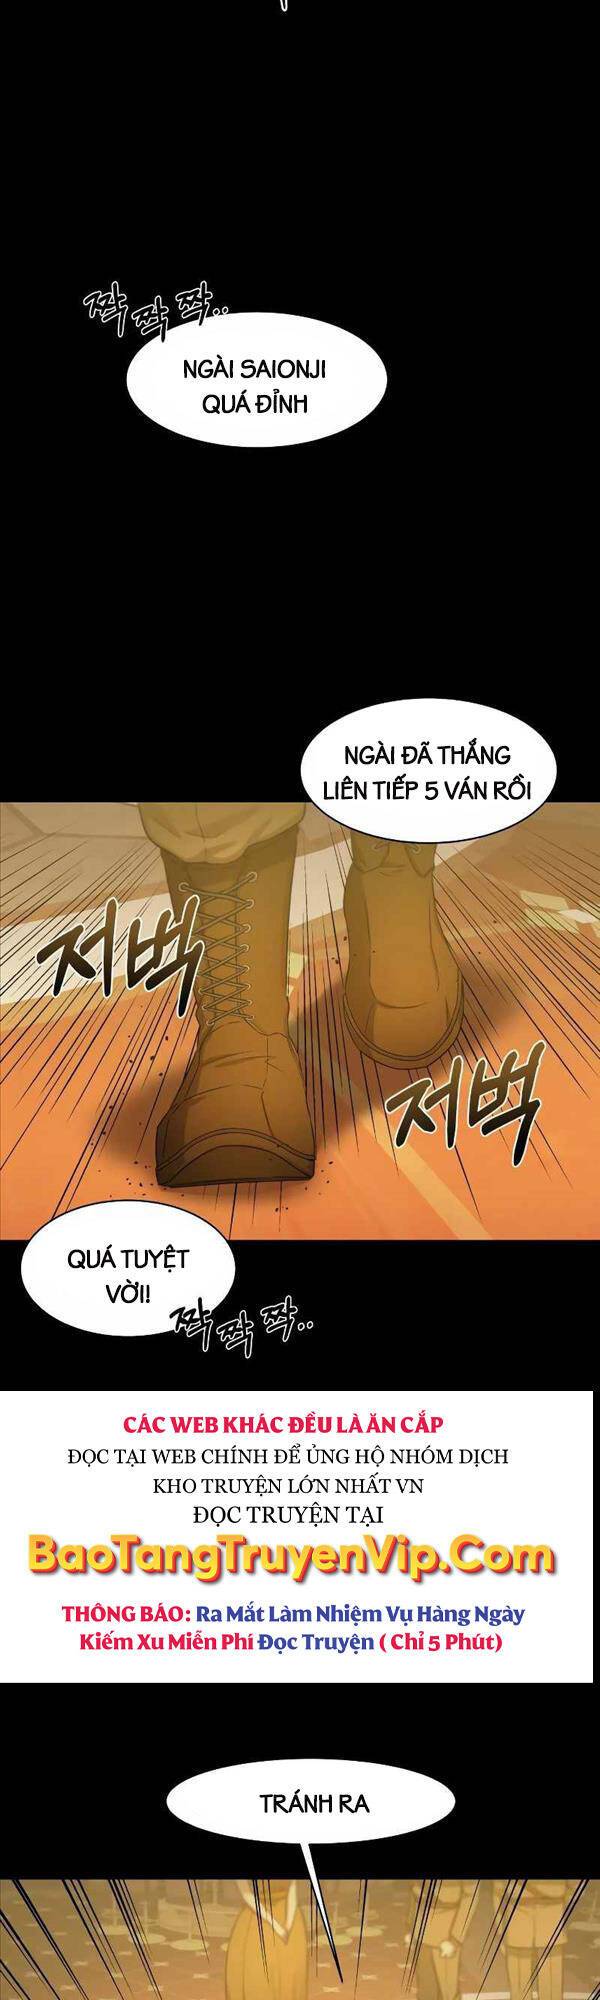 짝 짝 짝..
NGÀI SAIONJI
QUÁ ĐỈNH
NGÀI ĐÃ THẮNG
LIÊN TIẾP 5 VÁN RỒI
저벅
저벅
QUÁ TUYỆT
VỜI!
짝 짝 짝..
CÁC WEB KHÁC ĐỀU LÀ ĂN CẮP
ĐỌC TẠI WEB CHÍNH ĐỂ ỦNG HỘ NHÓM DỊCH
KHO TRUYỆN LỚN NHẤT VN
ĐỌC TRUYỆN TẠI
BaoTangTruyenVip.Com
THÔNG BÁO: Ra Mắt Làm Nhiệm Vụ Hàng Ngày
Kiếm Xu Miễn Phí Đọc Truyện ( Chỉ 5 Phút)
TRÁNH RA